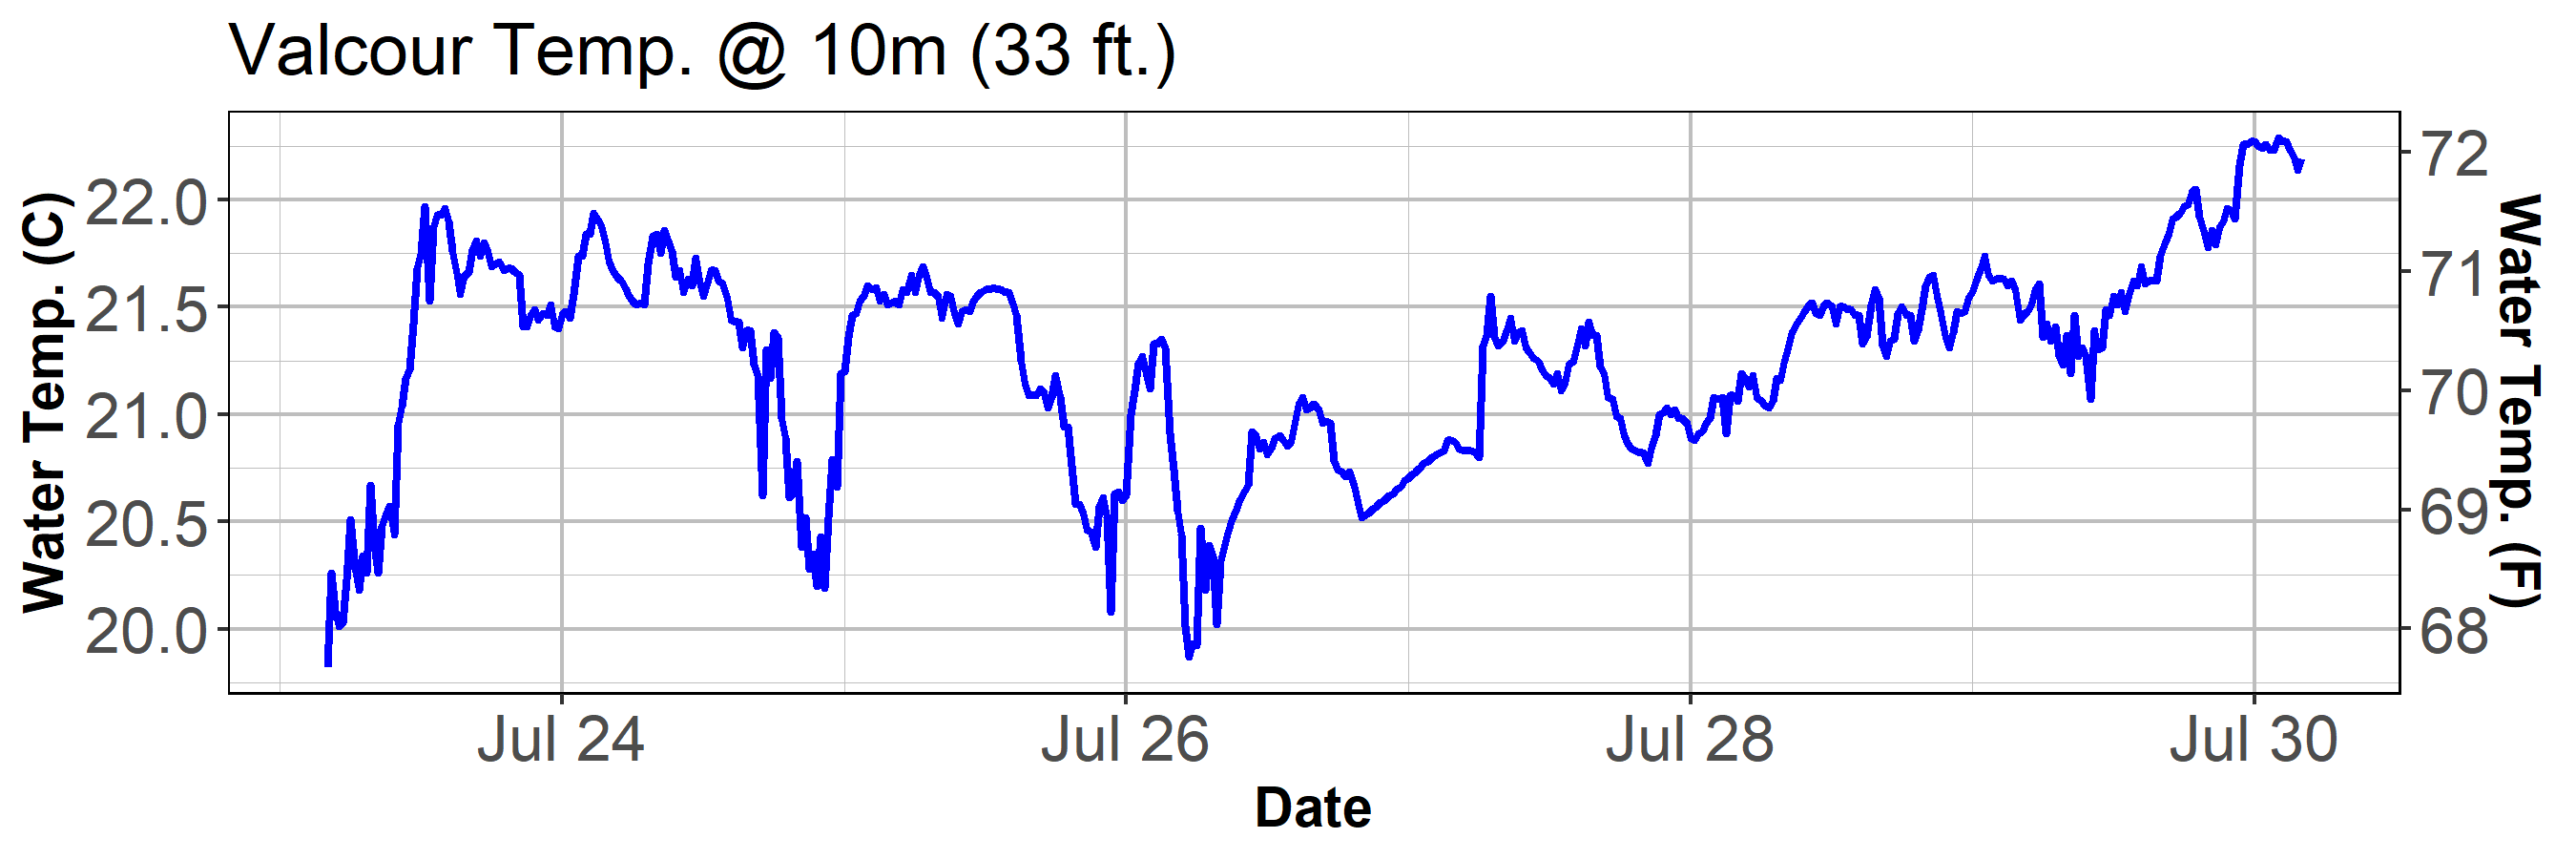 Valcour Temp. @ 10m (33 ft.)
Water Temp. (C)
22.0
21.5
21.0
20.5
20.0
72
71
70
69
68
Water Temp. (F)
Jul 24 Jul 26 Jul 28 Jul 30
Date